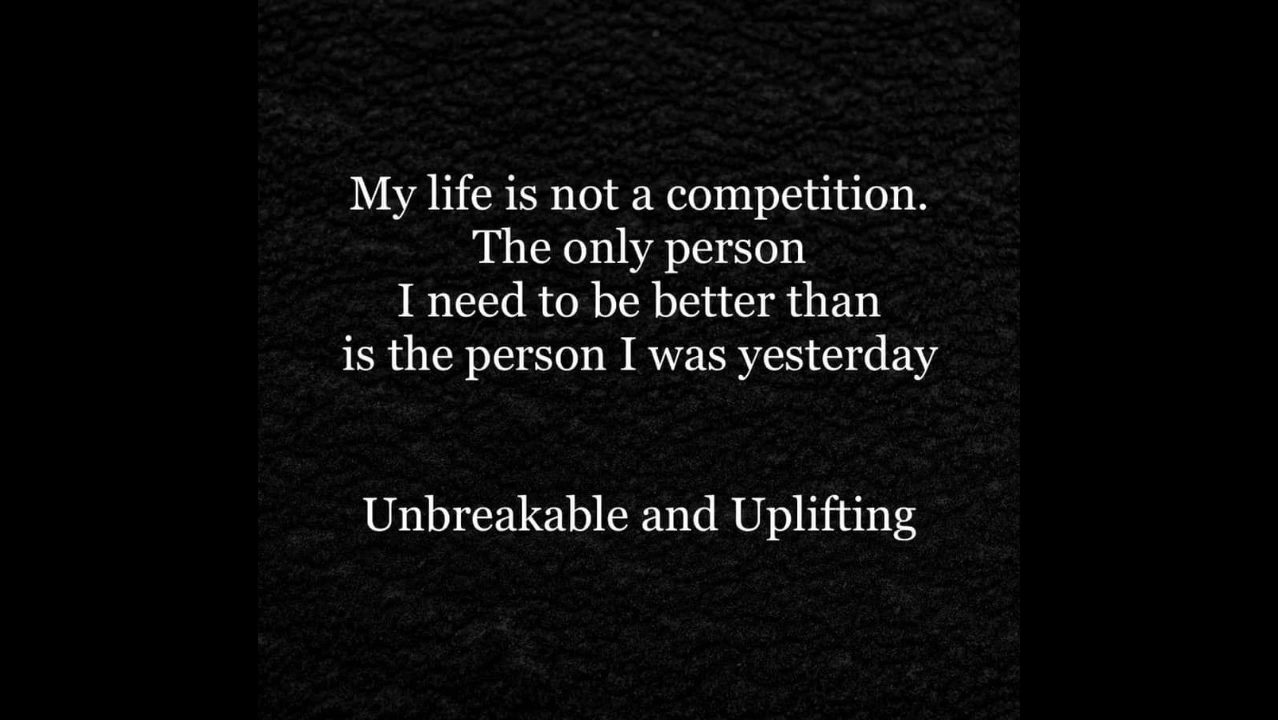 My life is not a competition.
The only person
I need to be better than
is the person I was yesterday
Unbreakable and Uplifting